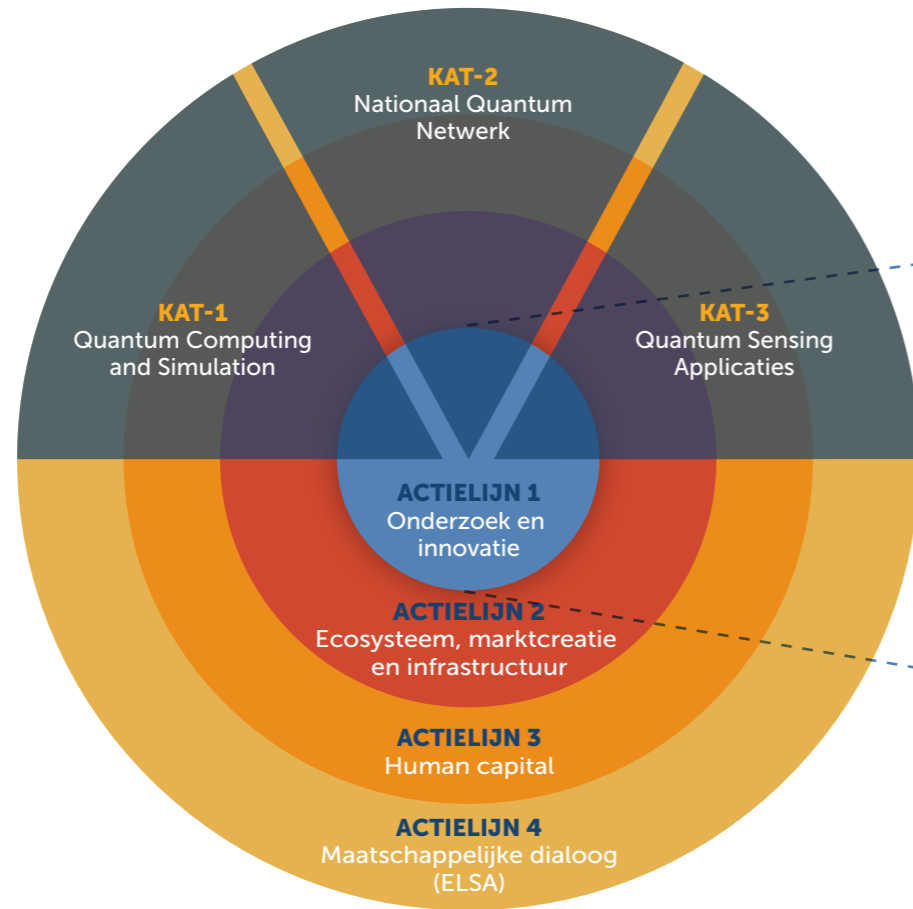 KAT-2
Nationaal Quantum
Netwerk
KAT-1
Quantum Computing
and Simulation
KAT-3
Quantum Sensing
Applicaties
ACTIELIJN 1
Onderzoek en
innovatie
ACTIELIJN 2
Ecosysteem, marktcreatie
en infrastructuur
ACTIELIJN 3
Human capital
ACTIELIJN 4
Maatschappelijke dialoog
(ELSA)